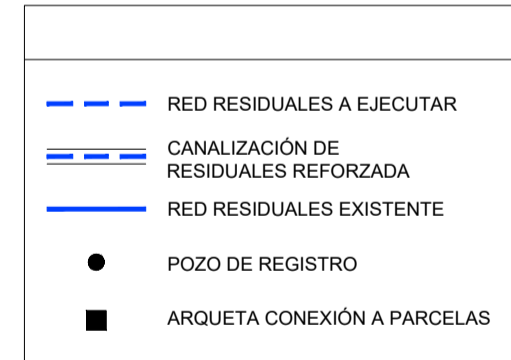 RED RESIDUALES A EJECUTAR
CANALIZACIÓN DE
RESIDUALES REFORZADA
RED RESIDUALES EXISTENTE
POZO DE REGISTRO
ARQUETA CONEXIÓN A PARCELAS